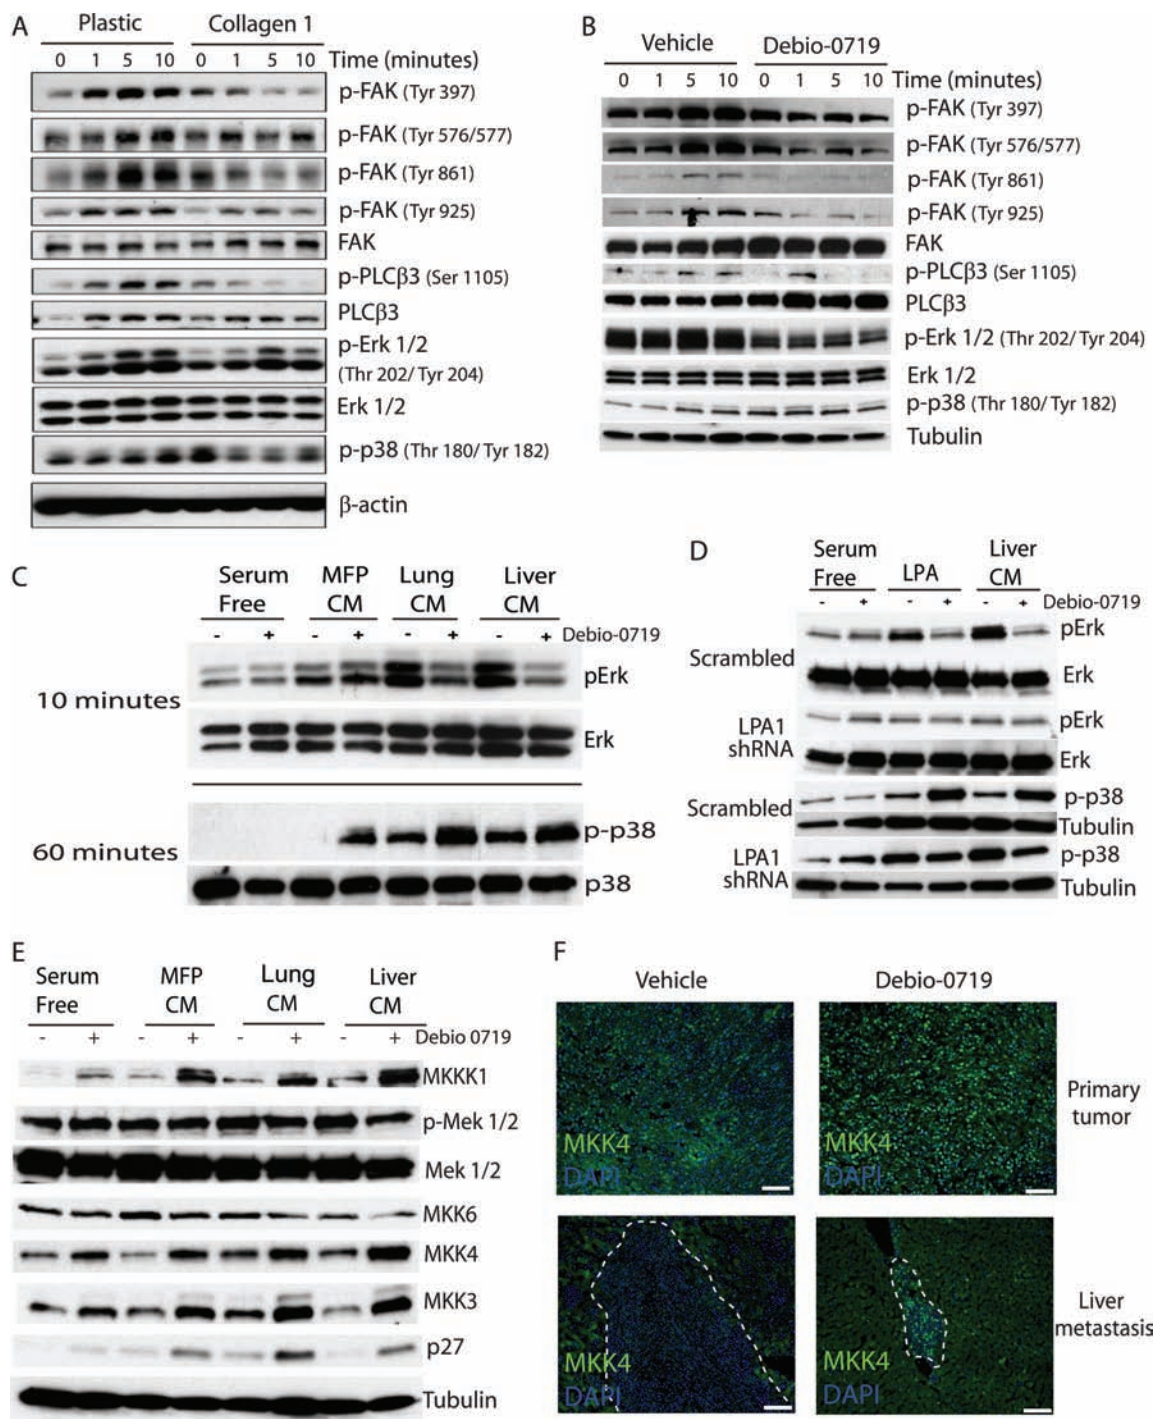 A
Plastic Collagen 1
0 1 5 10 0 1 5 10 Time (minutes)
p-FAK (Tyr 397)
p-FAK (Tyr 576/577)
p-FAK (Tyr 861)
p-FAK (Tyr 925)
FAK
p-PLCβ3 (Ser 1105)
PLCβ3
p-Erk 1/2
(Thr 202/ Tyr 204)
Erk 1/2
p-p38 (Thr 180/ Tyr 182)
β-actin
B
Vehicle Debio-0719
0 1 5 10 0 1 5 10 Time (minutes)
p-FAK (Tyr 397)
p-FAK (Tyr 576/577)
p-FAK (Tyr 861)
p-FAK (Tyr 925)
FAK
p-PLCβ3 (Ser 1105)
PLCβ3
p-Erk 1/2 (Thr 202/ Tyr 204)
Erk 1/2
p-p38 (Thr 180/ Tyr 182)
Tubulin
C
Serum MFP Lung Liver
Free CM CM CM
- + - + - + - + Debio-0719
10 minutes
pErk
Erk
60 minutes
p-p38
p38
D
Serum LPA Liver
Free CM
- + - + - + Debio-0719
Scrambled
pErk
Erk
LPA1
shRNA
pErk
Erk
Scrambled
p-p38
Tubulin
LPA1
shRNA
p-p38
Tubulin
E
Serum MFP Lung Liver
Free CM CM CM
- + - + - + - + Debio 0719
MKKK1
p-Mek 1/2
Mek 1/2
MKK6
MKK4
MKK3
p27
Tubulin
F
Vehicle Debio-0719
MKK4
DAPI
MKK4
DAPI
Primary
tumor
MKK4
DAPI
MKK4
DAPI
Liver
metastasis